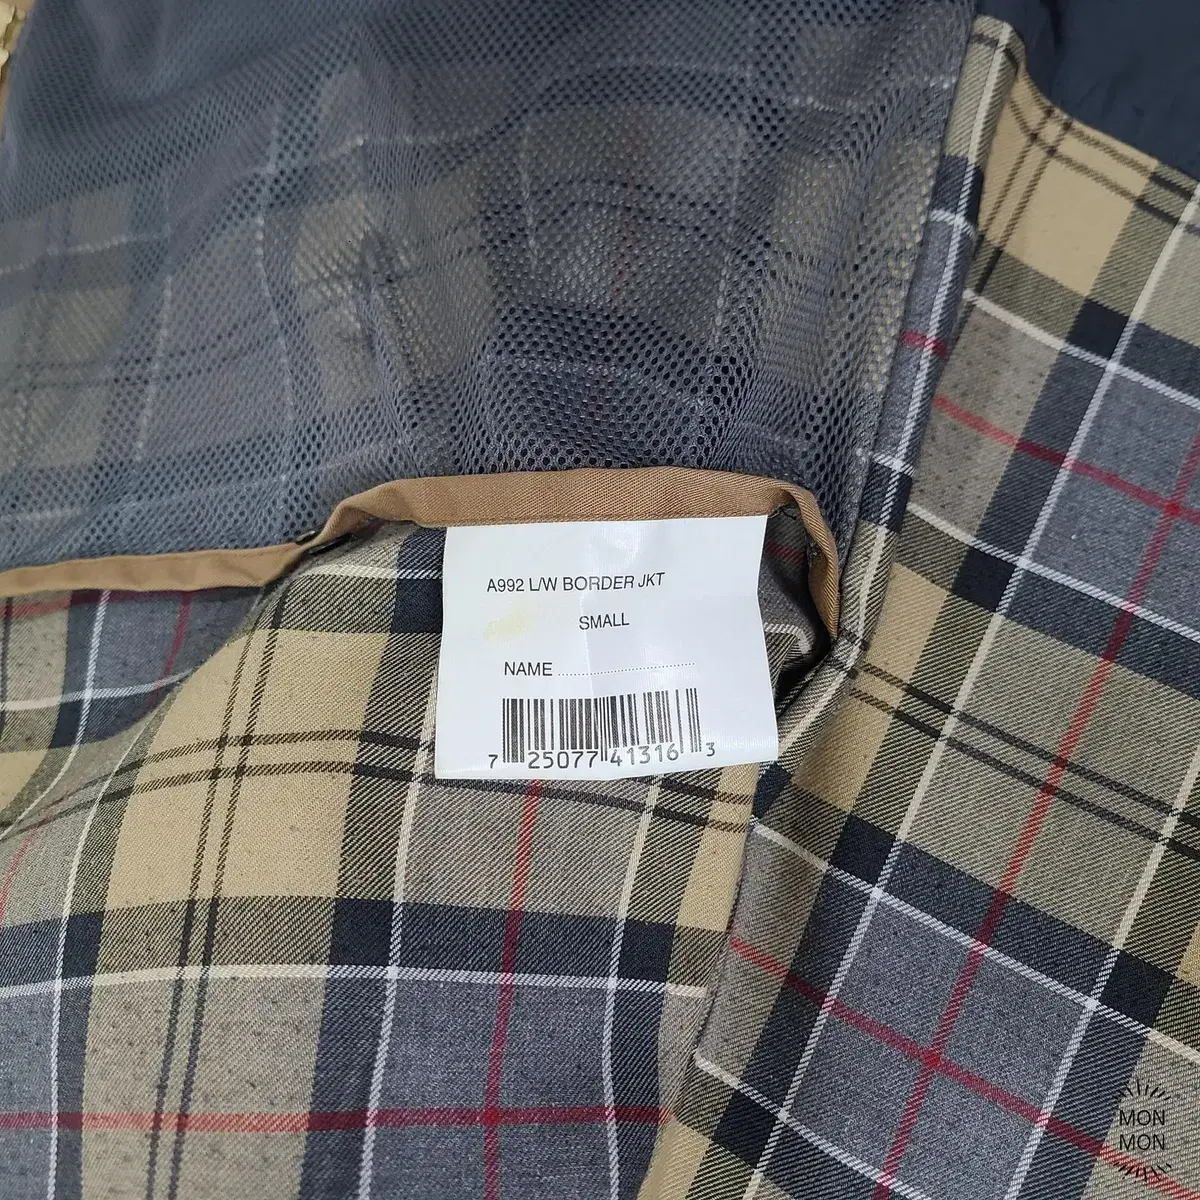 A992 L/W BORDER JKT
SMALL
NAME ..............................
7 25077 41316 3
MON
MON